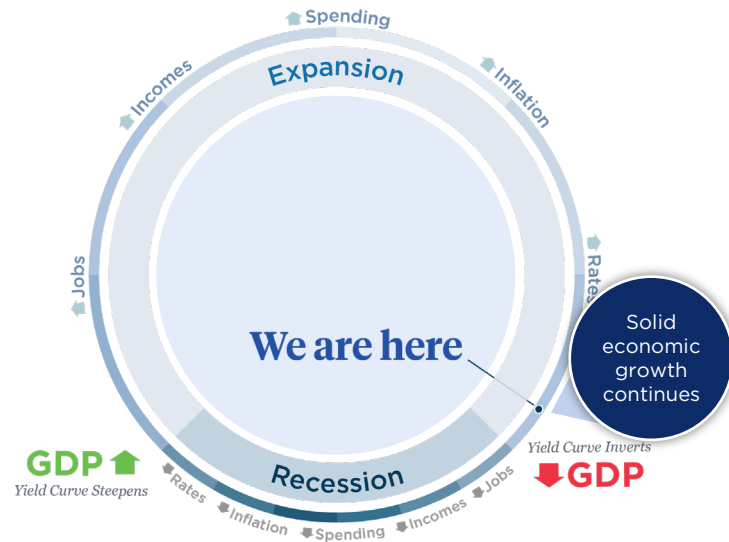 Spending
Expansion
Incomes
Inflation
Jobs
Rates
We are here
Solid
economic
growth
continues
GDP
Yield Curve Steepens
Yield Curve Inverts
GDP
Recession
Rates
Inflation
Spending
Incomes
Jobs